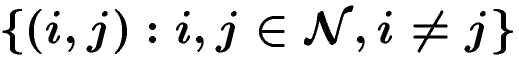 {(i, j) : i, j ∈ 𝒩, i ≠ j}